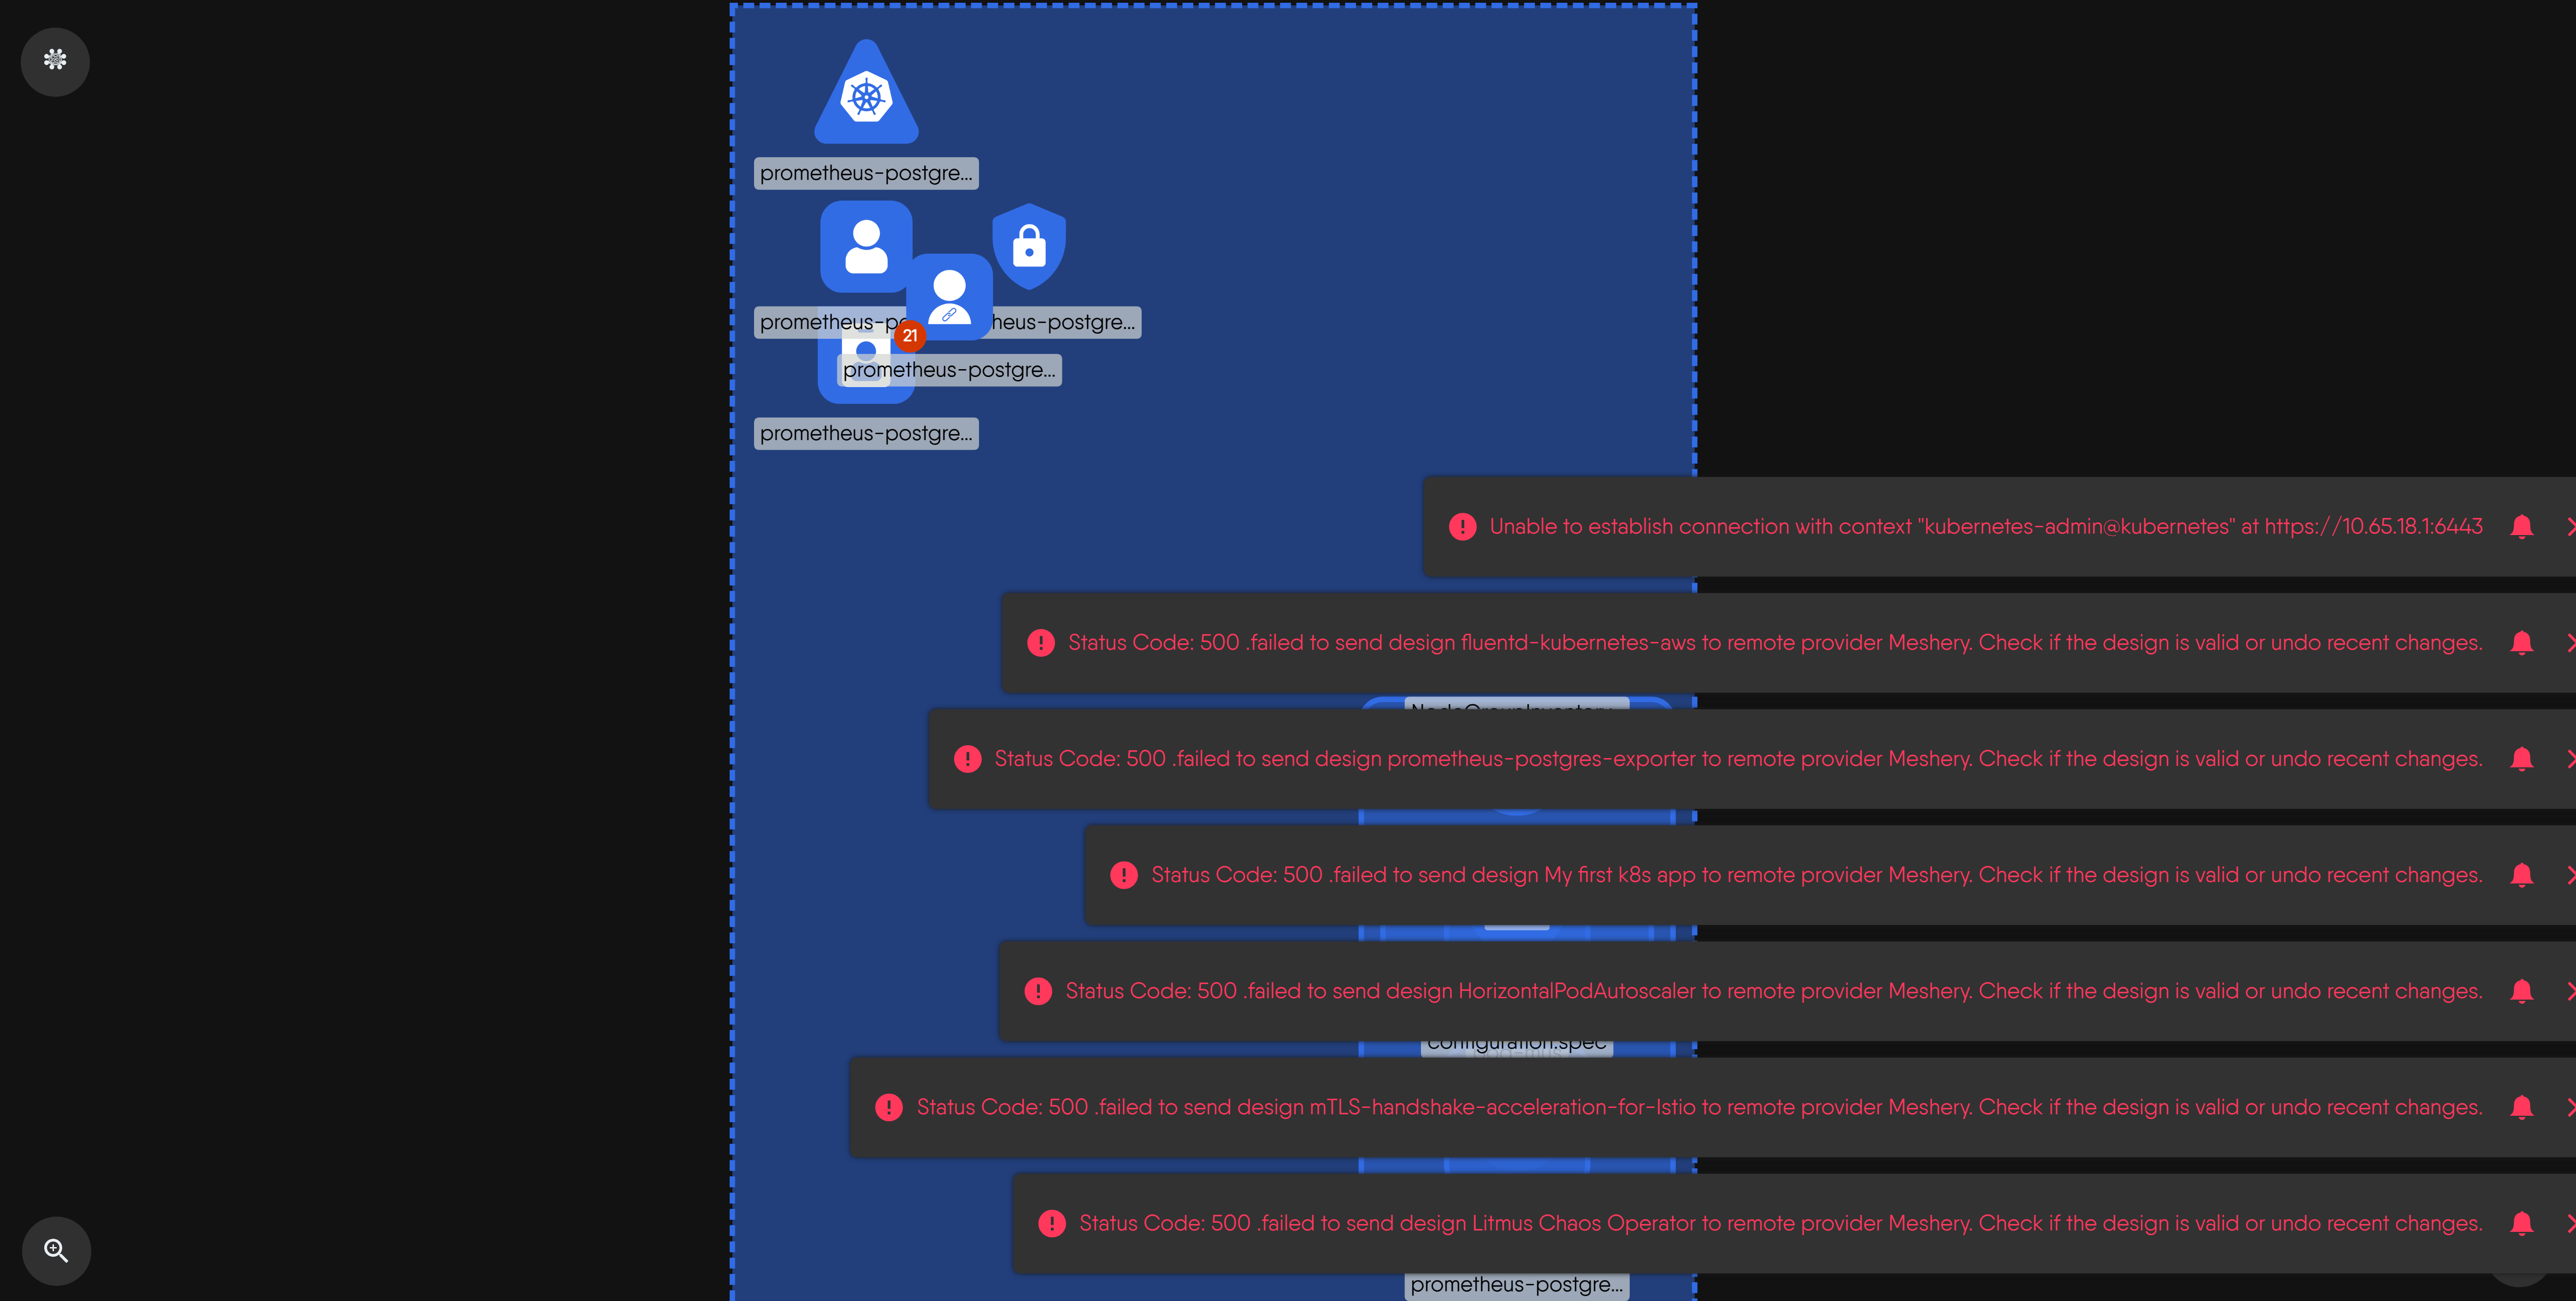 prometheus-postgre...
prometheus-po
heus-postgre...
21
prometheus-postgre...
prometheus-postgre...
Unable to establish connection with context "kubernetes-admin@kubernetes" at https://10.65.18.1:6443
Status Code: 500 .failed to send design fluentd-kubernetes-aws to remote provider Meshery. Check if the design is valid or undo recent changes.
Status Code: 500 .failed to send design prometheus-postgres-exporter to remote provider Meshery. Check if the design is valid or undo recent changes.
Status Code: 500 .failed to send design My first k8s app to remote provider Meshery. Check if the design is valid or undo recent changes.
Status Code: 500 .failed to send design HorizontalPodAutoscaler to remote provider Meshery. Check if the design is valid or undo recent changes.
configuration.spec
Status Code: 500 .failed to send design mTLS-handshake-acceleration-for-Istio to remote provider Meshery. Check if the design is valid or undo recent changes.
Status Code: 500 .failed to send design Litmus Chaos Operator to remote provider Meshery. Check if the design is valid or undo recent changes.
prometheus-postgre...